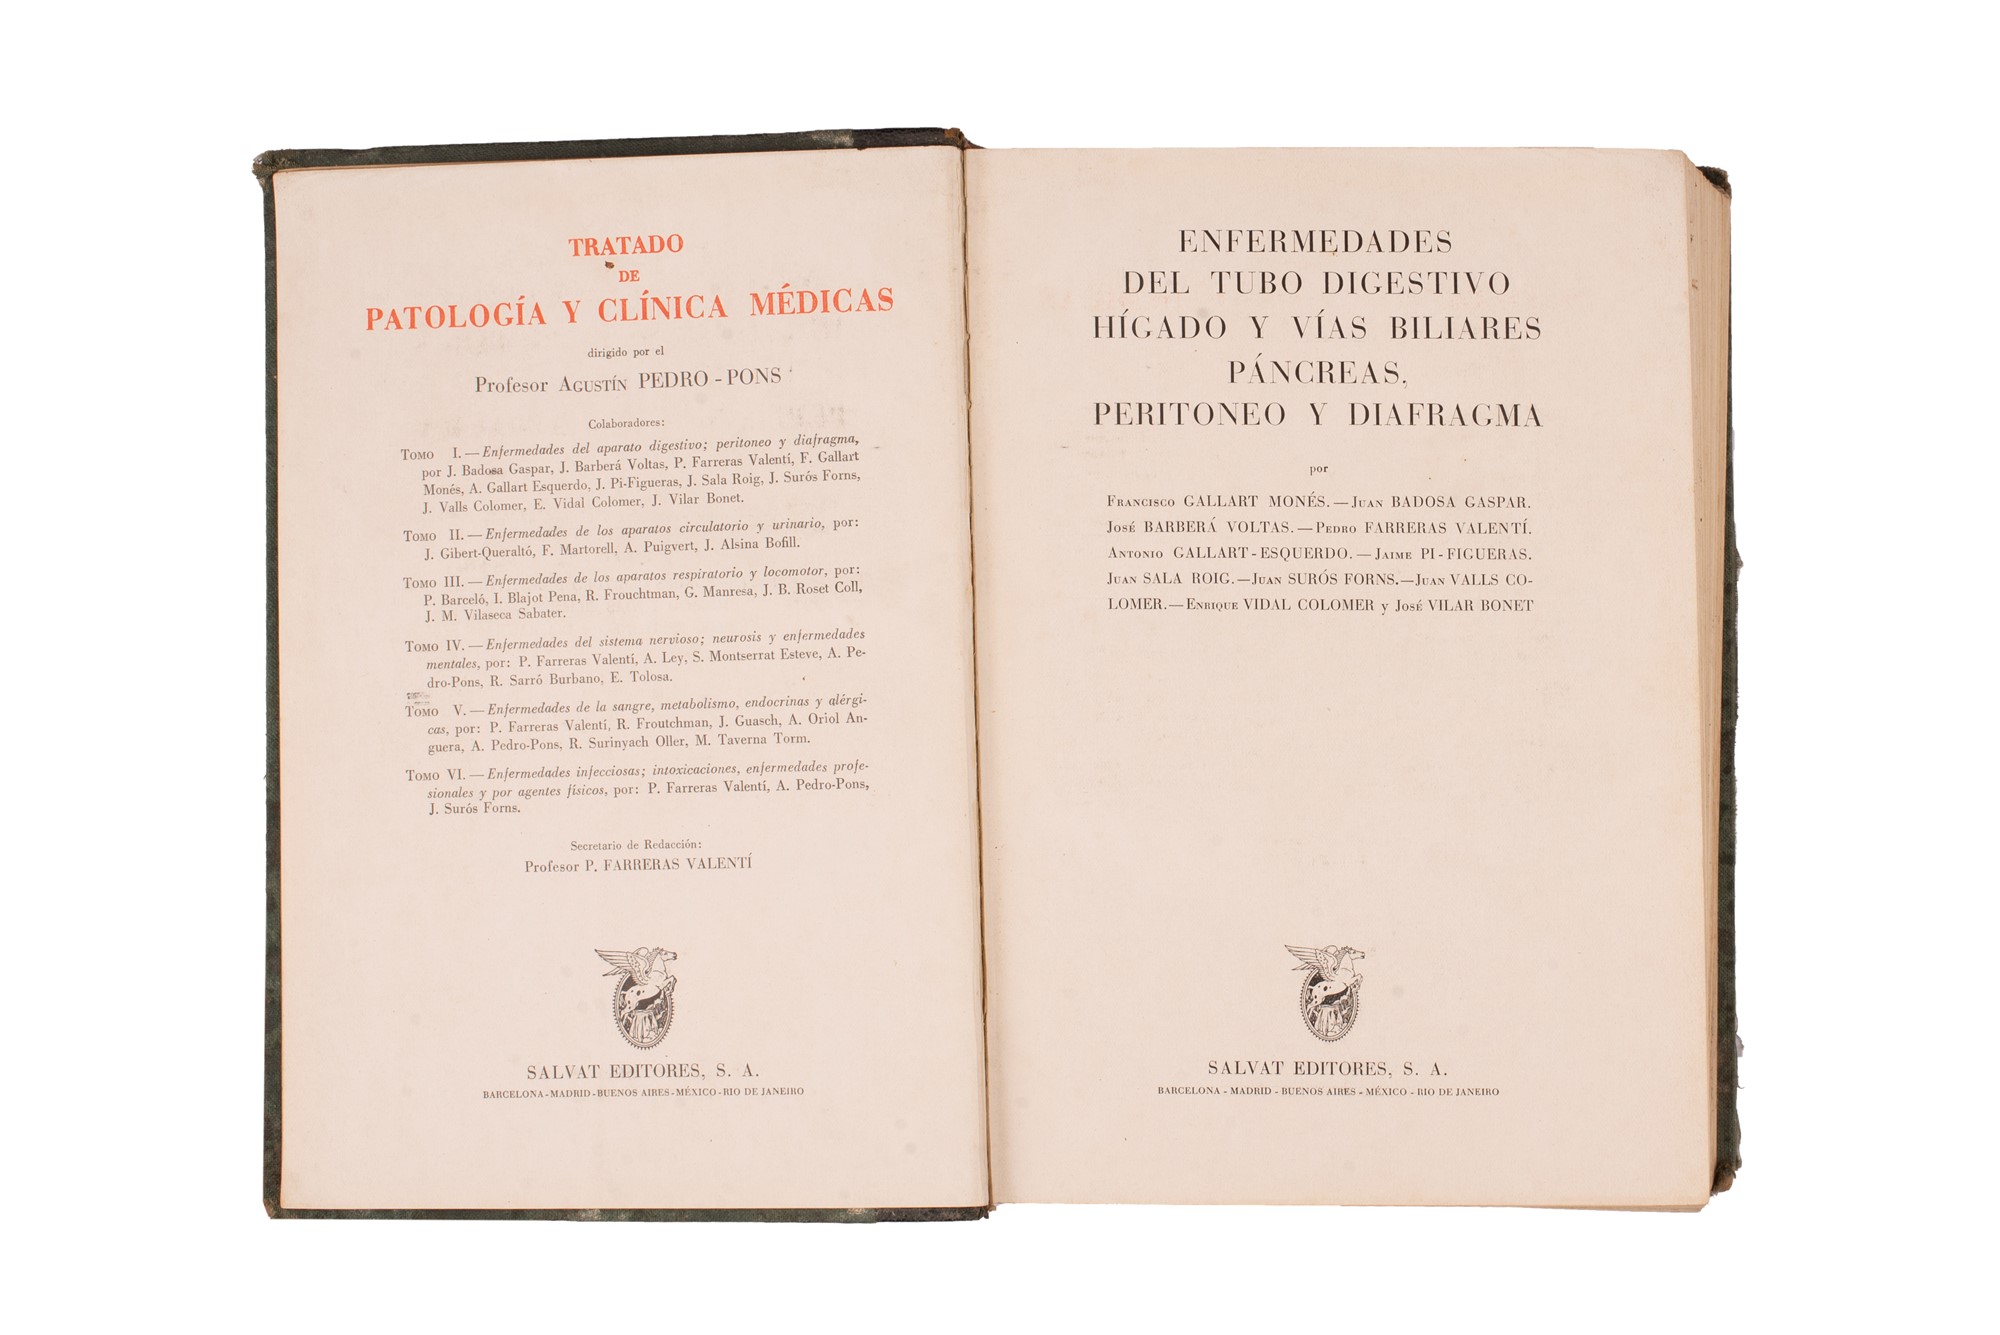 TRATADO
DE
PATOLOGÍA Y CLÍNICA MÉDICAS
dirigido por el
Profesor Agustín PEDRO-PONS
Colaboradores:
Tomo I. — Enfermedades del aparato digestivo; peritoneo y diafragma,
por J. Badosa Gaspar, J. Barberá Voltas, P. Farreras Valentí, F. Gallart
Monés, A. Gallart Esquerdo, J. Pi-Figueras, J. Sala Roig, J. Surós Forns,
J. Valls Colomer, E. Vidal Colomer, J. Vilar Bonet.
Tomo II. — Enfermedades de los aparatos circulatorio y urinario, por:
J. Gibert-Queraltó, F. Martorell, A. Puigvert, J. Alsina Bofill.
Tomo III. — Enfermedades de los aparatos respiratorio y locomotor, por:
P. Barceló, I. Blajot Pena, R. Frouchtman, G. Manresa, J. B. Roset Coll,
J. M. Vilaseca Sabater.
Tomo IV. — Enfermedades del sistema nervioso; neurosis y enfermedades
mentales, por: P. Farreras Valentí, A. Ley, S. Montserrat Esteve, A. Pe-
dro-Pons, R. Sarró Burbano, E. Tolosa.
Tomo V. — Enfermedades de la sangre, metabolismo, endocrinas y alérgi-
cas, por: P. Farreras Valentí, R. Froutchman, J. Guasch, A. Oriol An-
guera, A. Pedro-Pons, R. Surinyach Oller, M. Taverna Torm.
Tomo VI. — Enfermedades infecciosas; intoxicaciones, enfermedades profe-
sionales y por agentes físicos, por: P. Farreras Valentí, A. Pedro-Pons,
J. Surós Forns.
Secretario de Redacción:
Profesor P. FARRERAS VALENTÍ
SALVAT EDITORES, S. A.
BARCELONA-MADRID-BUENOS AIRES-MÉXICO-RIO DE JANEIRO
ENFERMEDADES
DEL TUBO DIGESTIVO
HÍGADO Y VÍAS BILIARES
PÁNCREAS,
PERITONEO Y DIAFRAGMA
por
Francisco GALLART MONÉS. — Juan BADOSA GASPAR.
José BARBERÁ VOLTAS. — Pedro FARRERAS VALENTÍ.
Antonio GALLART-ESQUERDO. — Jaime PI-FIGUERAS.
Juan SALA ROIG. — Juan SURÓS FORNS. — Juan VALLS CO-
LOMER. — Enrique VIDAL COLOMER y José VILAR BONET
SALVAT EDITORES, S. A.
BARCELONA - MADRID - BUENOS AIRES - MÉXICO - RIO DE JANEIRO